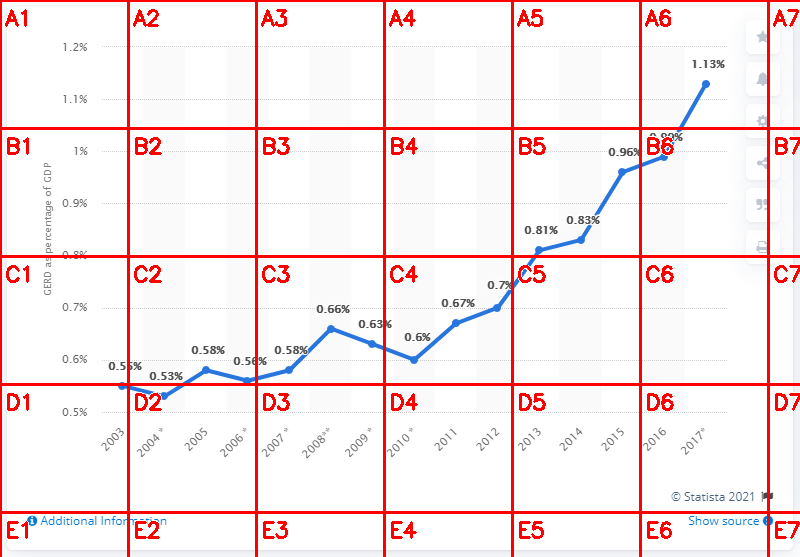 A1 A2 A3 A4 A5 A6 A7
1.2%
1.13%
1.1%
B1 B2 B3 B4 B5 B6 B7
1%
0.96%
0.9%
0.83%
0.81%
0.8%
GERD as percentage of GDP
C1 C2 C3 C4 C5 C6 C7
0.7%
0.7%
0.67%
0.66%
0.63%
0.6%
0.58% 0.58%
0.6%
0.55% 0.53% 0.56%
D1 D2 D3 D4 D5 D6 D7
0.5%
2003 2004* 2005 2006* 2007* 2008** 2009* 2010* 2011 2012 2013 2014 2015 2016 2017*
© Statista 2021
E1 E2 E3 E4 E5 E6 E7
Additional Information
Show source